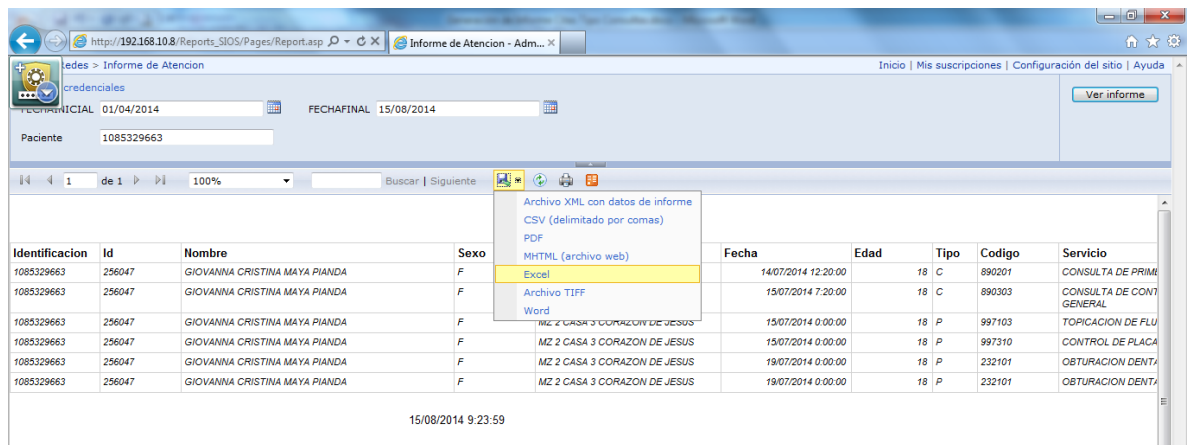 http://192.168.10.8/Reports_SIOS/Pages/Report.asp
Informe de Atencion - Adm...
edes > Informe de Atencion
Inicio | Mis suscripciones | Configuración del sitio | Ayuda
credenciales
FECHAINICIAL 01/04/2014 FECHAFINAL 15/08/2014 Ver informe
Paciente 1085329663
1 de 1 100% Buscar | Siguiente
Archivo XML con datos de informe
CSV (delimitado por comas)
PDF
MHTML (archivo web)
Excel
Archivo TIFF
Word
Identificacion Id Nombre Sexo Fecha Edad Tipo Codigo Servicio
1085329663 256047 GIOVANNA CRISTINA MAYA PIANDA F 14/07/2014 12:20:00 18 C 890201 CONSULTA DE PRIME
1085329663 256047 GIOVANNA CRISTINA MAYA PIANDA F 15/07/2014 7:20:00 18 C 890303 CONSULTA DE CONT
GENERAL
1085329663 256047 GIOVANNA CRISTINA MAYA PIANDA F MZ 2 CASA 3 CORAZON DE JESUS 15/07/2014 0:00:00 18 P 997103 TOPICACION DE FLU
1085329663 256047 GIOVANNA CRISTINA MAYA PIANDA F MZ 2 CASA 3 CORAZON DE JESUS 15/07/2014 0:00:00 18 P 997310 CONTROL DE PLACA
1085329663 256047 GIOVANNA CRISTINA MAYA PIANDA F MZ 2 CASA 3 CORAZON DE JESUS 19/07/2014 0:00:00 18 P 232101 OBTURACION DENTA
1085329663 256047 GIOVANNA CRISTINA MAYA PIANDA F MZ 2 CASA 3 CORAZON DE JESUS 19/07/2014 0:00:00 18 P 232101 OBTURACION DENTA
15/08/2014 9:23:59